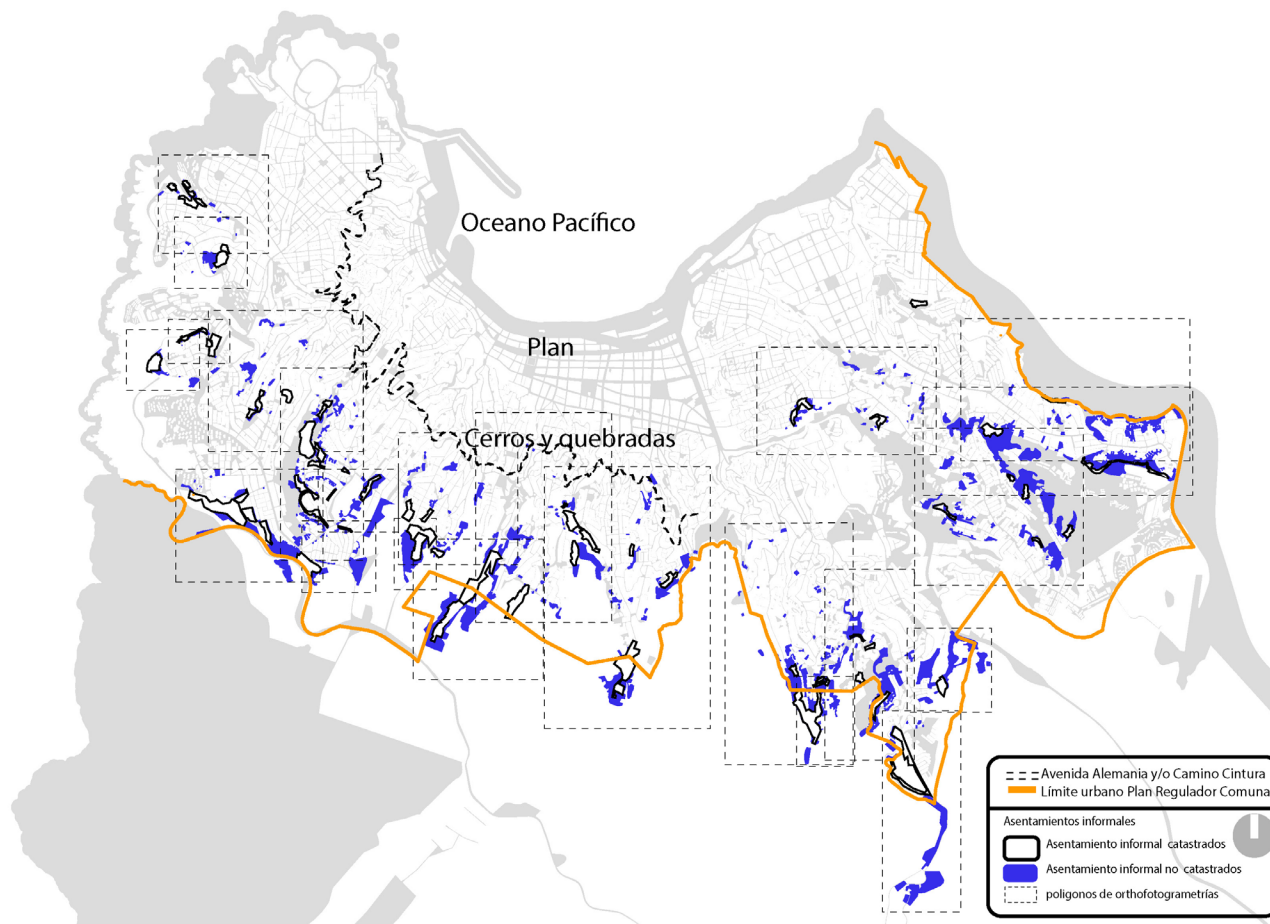 Oceano Pacífico
Plan
Cerros y quebradas
Avenida Alemania y/o Camino Cintura
Límite urbano Plan Regulador Comuna
Asentamientos informales
Asentamiento informal catastrados
Asentamiento informal no catastrados
poligonos de orthofotogrametrías